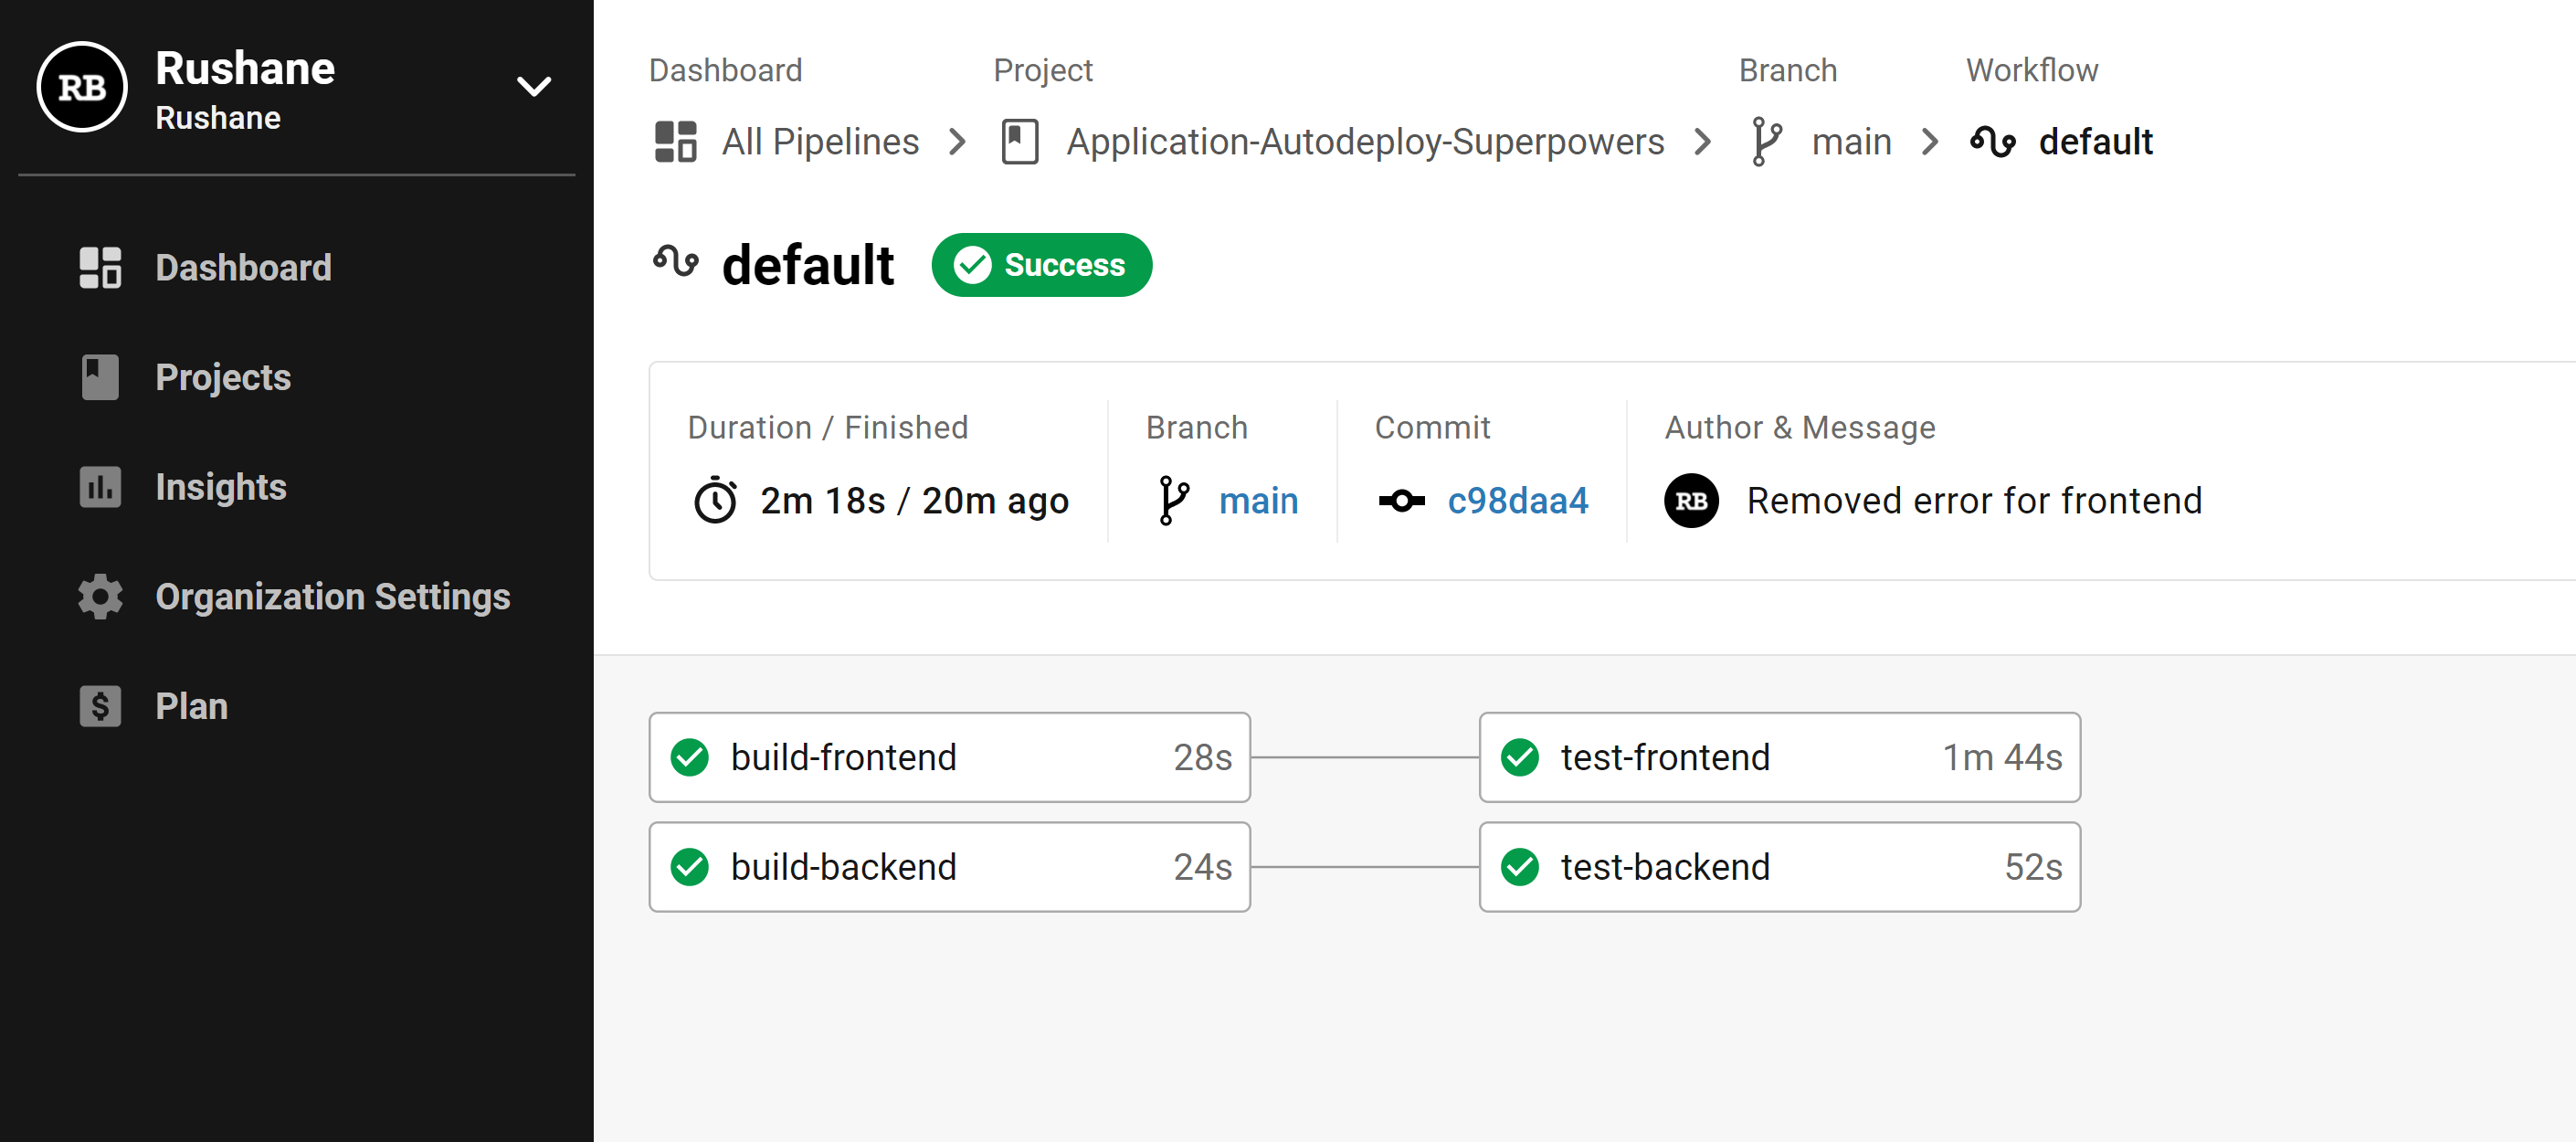 RB
Rushane
Rushane
Dashboard
Projects
Insights
Organization Settings
Plan
Dashboard Project Branch Workflow
All Pipelines Application-Autodeploy-Superpowers main default
default Success
Duration / Finished Branch Commit Author & Message
2m 18s / 20m ago main c98daa4 RB Removed error for frontend
build-frontend 28s test-frontend 1m 44s
build-backend 24s test-backend 52s